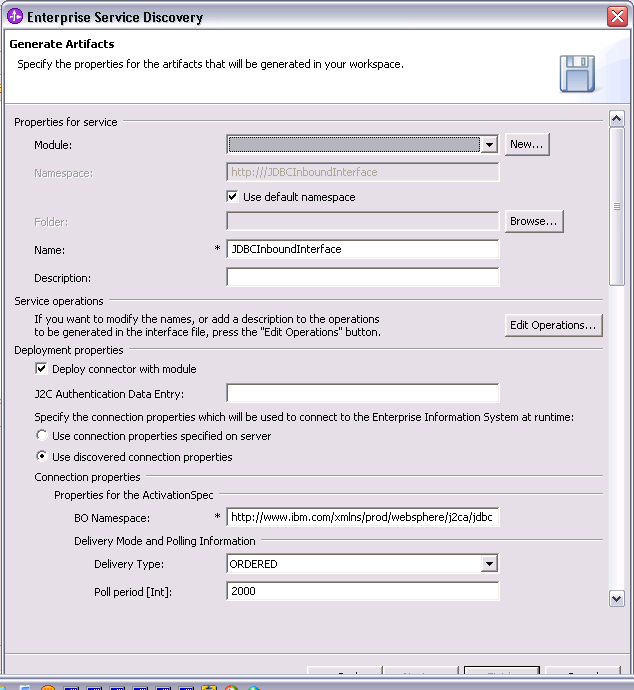 Enterprise Service Discovery
Generate Artifacts
Specify the properties for the artifacts that will be generated in your workspace.
Properties for service
Module:
New...
Namespace:
http:///JDBCInboundInterface
Use default namespace
Folder:
Browse...
Name:
* JDBCInboundInterface
Description:
Service operations
If you want to modify the names, or add a description to the operations
to be generated in the interface file, press the "Edit Operations" button.
Edit Operations...
Deployment properties
Deploy connector with module
J2C Authentication Data Entry:
Specify the connection properties which will be used to connect to the Enterprise Information System at runtime:
Use connection properties specified on server
Use discovered connection properties
Connection properties
Properties for the ActivationSpec
BO Namespace:
* http://www.ibm.com/xmlns/prod/websphere/j2ca/jdbc
Delivery Mode and Polling Information
Delivery Type:
ORDERED
Poll period [Int]:
2000